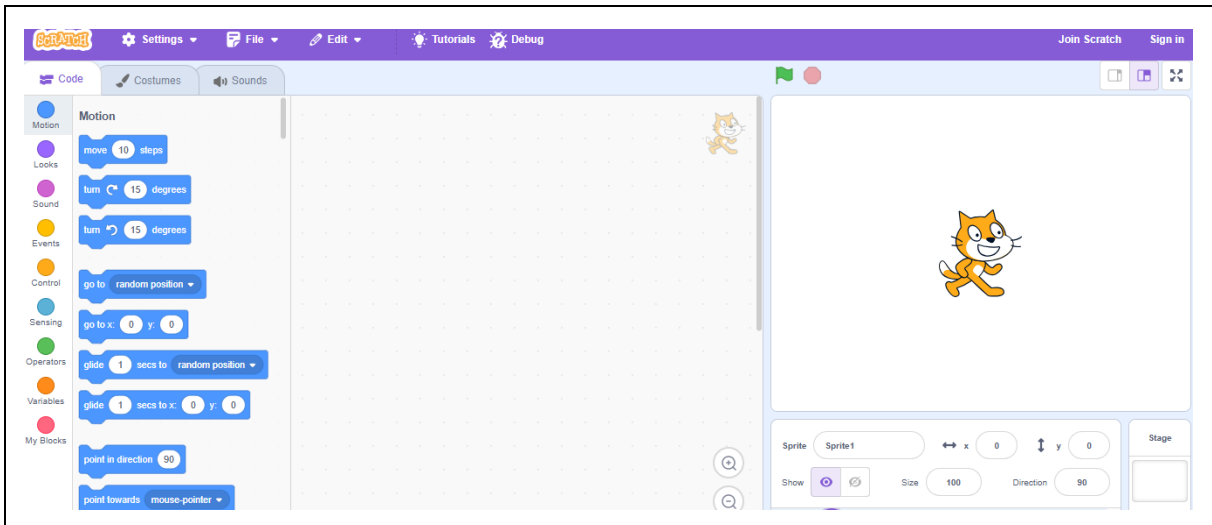 SCRATCH Settings File Edit Tutorials Debug Join Scratch Sign in
Code Costumes Sounds
Motion
Looks
Sound
Events
Control
Sensing
Operators
Variables
My Blocks
Motion
move 10 steps
turn 15 degrees
turn 15 degrees
go to random position
go to x: 0 y: 0
glide 1 secs to random position
glide 1 secs to x: 0 y: 0
point in direction 90
point towards mouse-pointer
Sprite Sprite1 x 0 y 0
Show Size 100 Direction 90
Stage